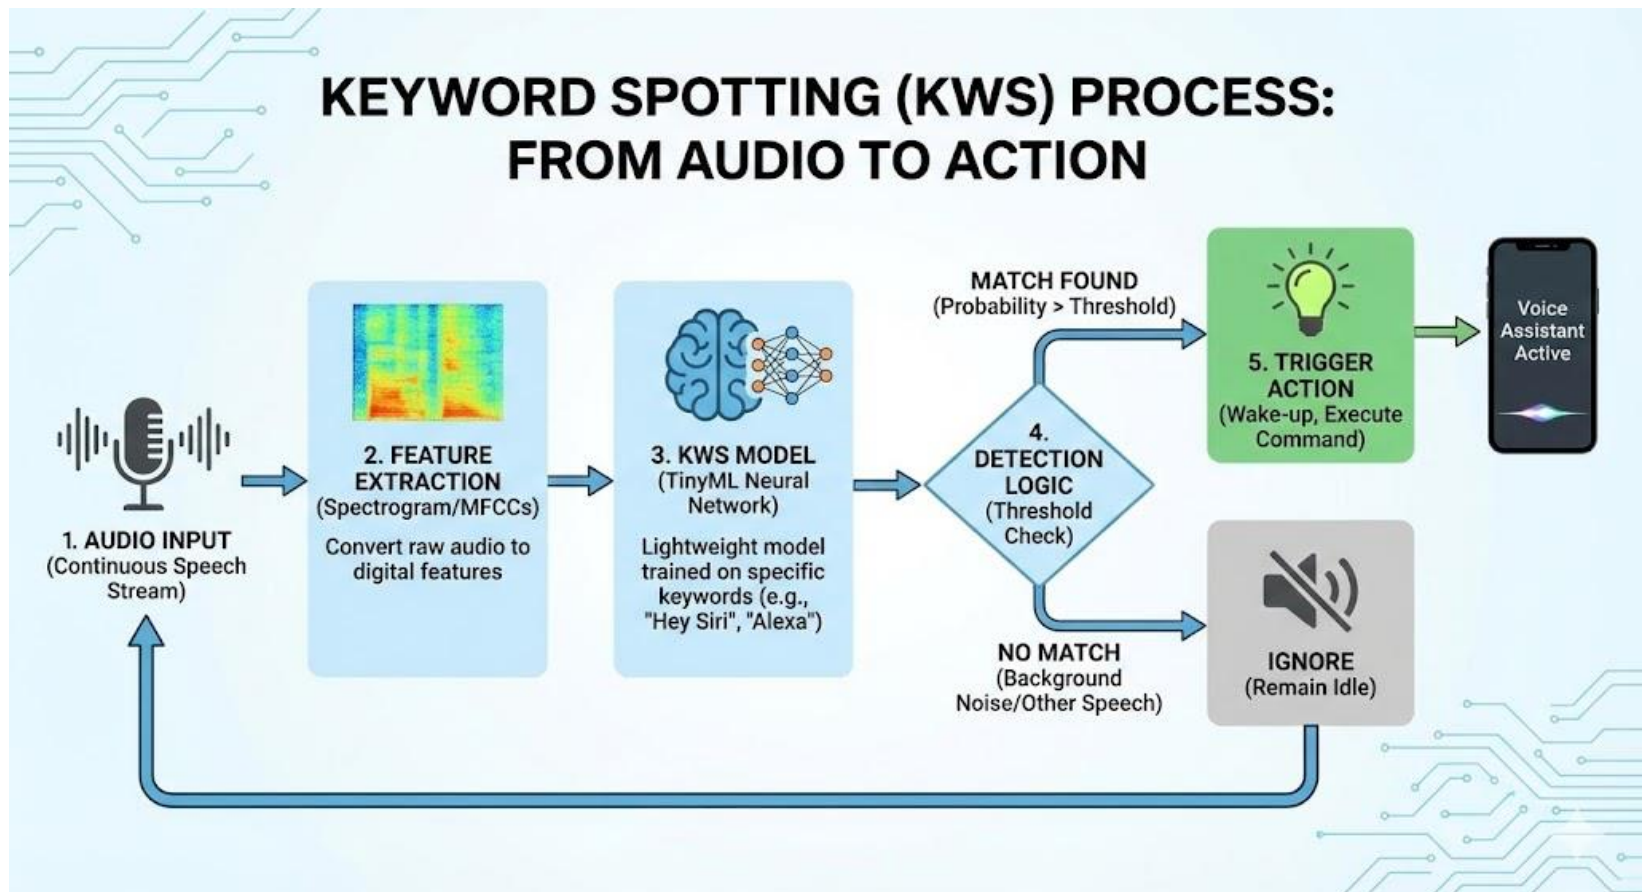 KEYWORD SPOTTING (KWS) PROCESS:
FROM AUDIO TO ACTION
1. AUDIO INPUT
(Continuous Speech
Stream)
2. FEATURE
EXTRACTION
(Spectrogram/MFCCs)
Convert raw audio to
digital features
3. KWS MODEL
(TinyML Neural
Network)
Lightweight model
trained on specific
keywords (e.g.,
"Hey Siri", "Alexa")
4.
DETECTION
LOGIC
(Threshold
Check)
MATCH FOUND
(Probability > Threshold)
5. TRIGGER
ACTION
(Wake-up, Execute
Command)
Voice
Assistant
Active
NO MATCH
(Background
Noise/Other Speech)
IGNORE
(Remain Idle)